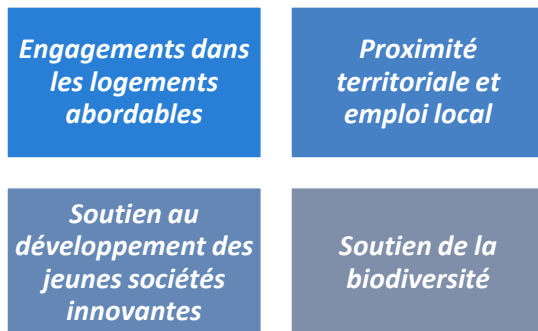 Engagements dans
les logements
abordables
Proximité
territoriale et
emploi local
Soutien au
développement des
jeunes sociétés
innovantes
Soutien de la
biodiversité